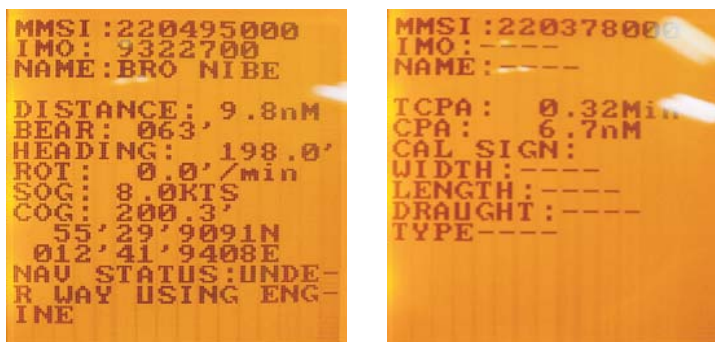 MMSI:220495000
IMO: 9322700
NAME:BRO NIBE
DISTANCE: 9.8nM
BEAR: 063'
HEADING: 198.0'
ROT: 0.0'/min
SOG: 8.0KTS
COG: 200.3'
55'29'9091N
012'41'9408E
NAV STATUS:UNDE-
R WAY USING ENG-
INE
MMSI:220378000
IMO:----
NAME:----
TCPA: 0.32Min
CPA: 6.7nM
CAL SIGN:
WIDTH:----
LENGTH:----
DRAUGHT:----
TYPE----